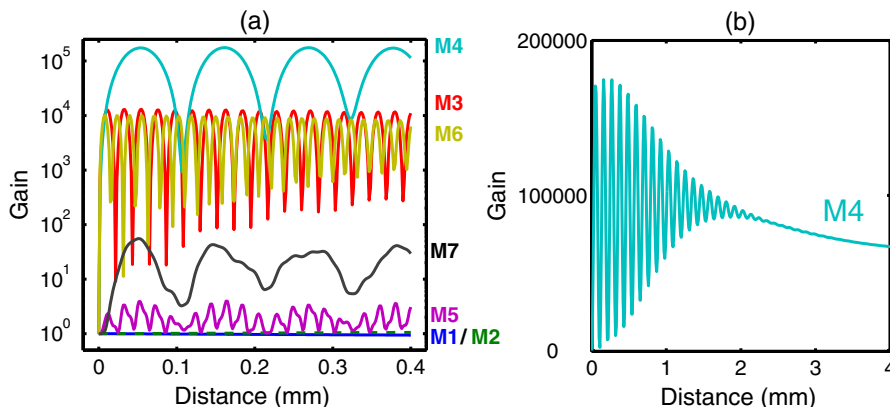 (a)
(b)
Gain
10^5
10^4
10^3
10^2
10^1
10^0
0
0.1
0.2
0.3
0.4
Distance (mm)
M4
M3
M6
M7
M5
M1/M2
Gain
200000
100000
0
0
1
2
3
4
Distance (mm)
M4